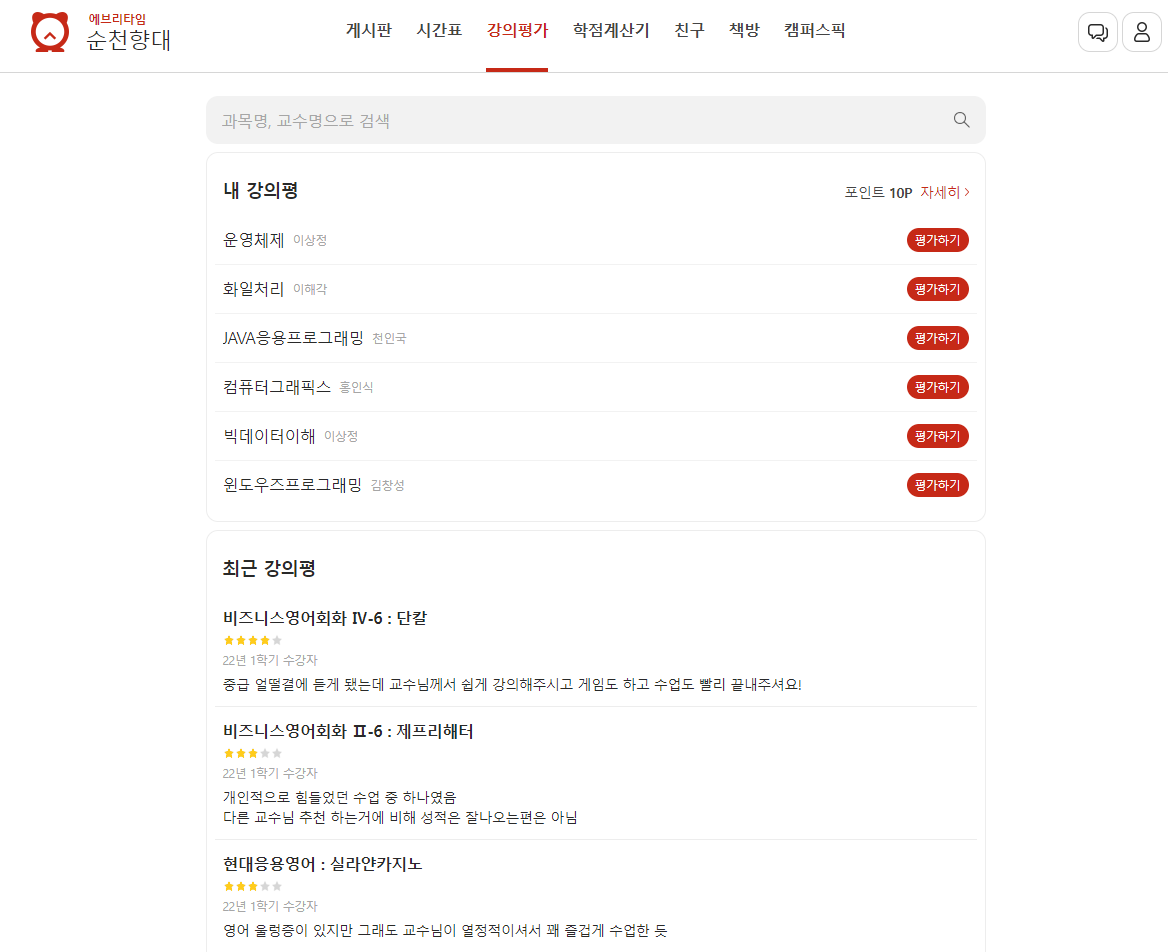 에브리타임
순천향대
게시판 시간표 강의평가 학점계산기 친구 책방 캠퍼스픽
과목명, 교수명으로 검색
내 강의평 포인트 10P 자세히
운영체제 이상정 평가하기
화일처리 이해각 평가하기
JAVA응용프로그래밍 천인국 평가하기
컴퓨터그래픽스 홍인식 평가하기
빅데이터이해 이상정 평가하기
윈도우즈프로그래밍 김창성 평가하기
최근 강의평
비즈니스영어회화 Ⅳ-6 : 단칼
22년 1학기 수강자
중급 얼떨결에 듣게 됐는데 교수님께서 쉽게 강의해주시고 게임도 하고 수업도 빨리 끝내주셔요!
비즈니스영어회화 Ⅱ-6 : 제프리해터
22년 1학기 수강자
개인적으로 힘들었던 수업 중 하나였음
다른 교수님 추천 하는거에 비해 성적은 잘나오는편은 아님
현대응용영어 : 실라얀카지노
22년 1학기 수강자
영어 울렁증이 있지만 그래도 교수님이 열정적이셔서 꽤 즐겁게 수업한 듯